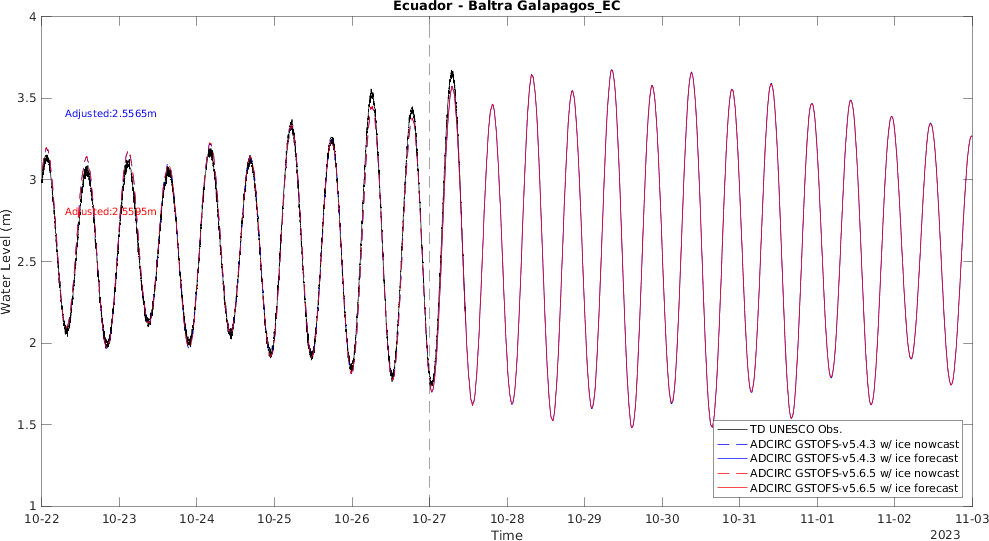 Ecuador - Baltra Galapagos_EC
4
3.5
3
2.5
2
1.5
1
Water Level (m)
Adjusted:2.5565m
Adjusted:2.5595m
TD UNESCO Obs.
ADCIRC GSTOFS-v5.4.3 w/ ice nowcast
ADCIRC GSTOFS-v5.4.3 w/ ice forecast
ADCIRC GSTOFS-v5.6.5 w/ ice nowcast
ADCIRC GSTOFS-v5.6.5 w/ ice forecast
10-22 10-23 10-24 10-25 10-26 10-27 10-28 10-29 10-30 10-31 11-01 11-02 11-03
Time
2023